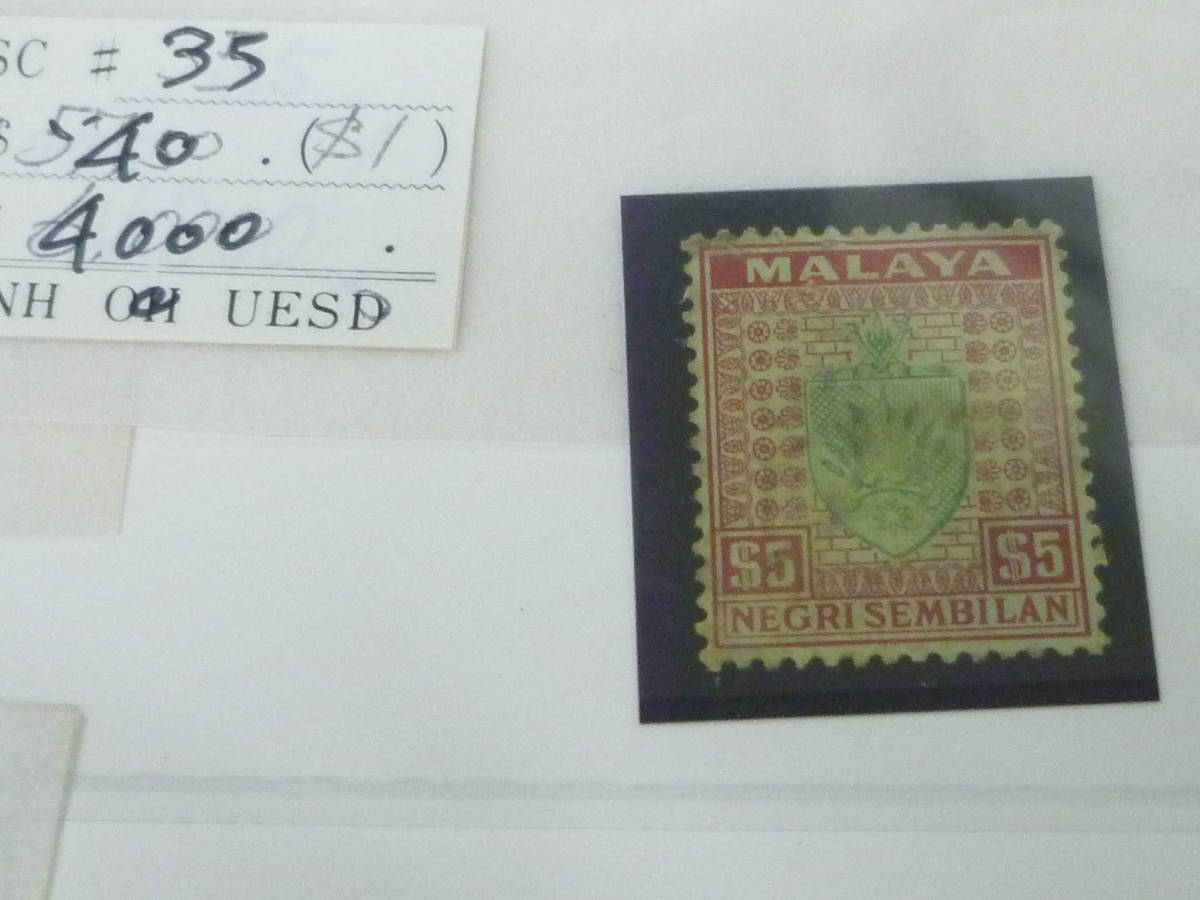 SC # 35
$ 540 . ($1)
4.000 .
NH OH UESD
MALAYA
$5 $5
NEGRI SEMBILAN